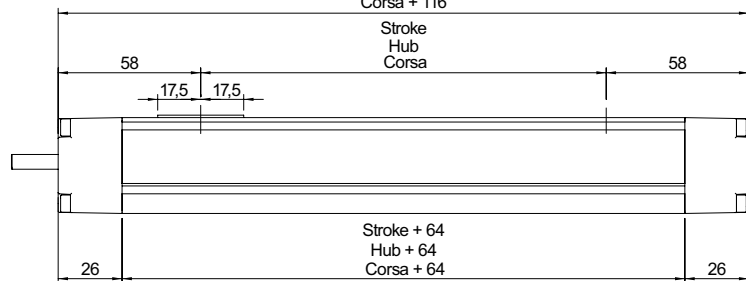 Corsa + 116
Stroke
Hub
Corsa
58
58
17,5
17,5
Stroke + 64
Hub + 64
Corsa + 64
26
26